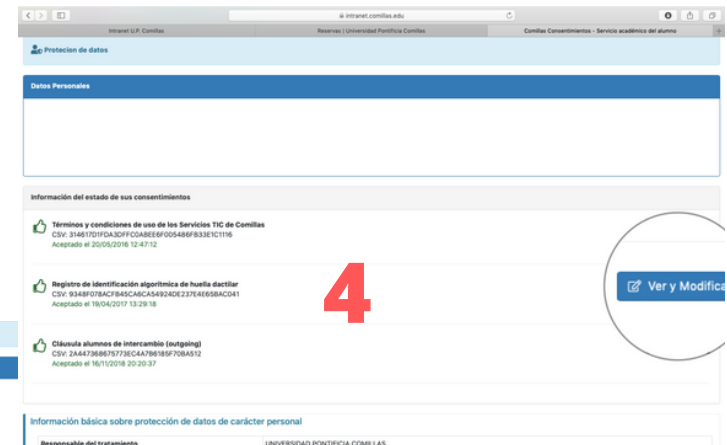 intranet.comillas.edu
Intranet U.P. Comillas
Reservas | Universidad Pontificia Comillas
Comillas Consentimientos - Servicio académico del alumno
Protecion de datos
Datos Personales
Información del estado de sus consentimientos
Términos y condiciones de uso de los Servicios TIC de Comillas
CSV: 314617D1FDA3DFFC0ABEE6F005486FB33E1C1116
Aceptado el 20/05/2016 12:47:12
Ver y Modifica
Registro de identificación algorítmica de huella dactilar
CSV: 9348F078ACFB45CA6CA54924DE237E4E65BAC041
Aceptado el 19/04/2017 13:29:18
4
Cláusula alumnos de intercambio (outgoing)
CSV: 2A447368675773EC4A7B6185F70BA512
Aceptado el 16/11/2018 20:20:37
Información básica sobre protección de datos de carácter personal
Responsable del tratamiento
UNIVERSIDAD PONTIFICIA COMILLAS.